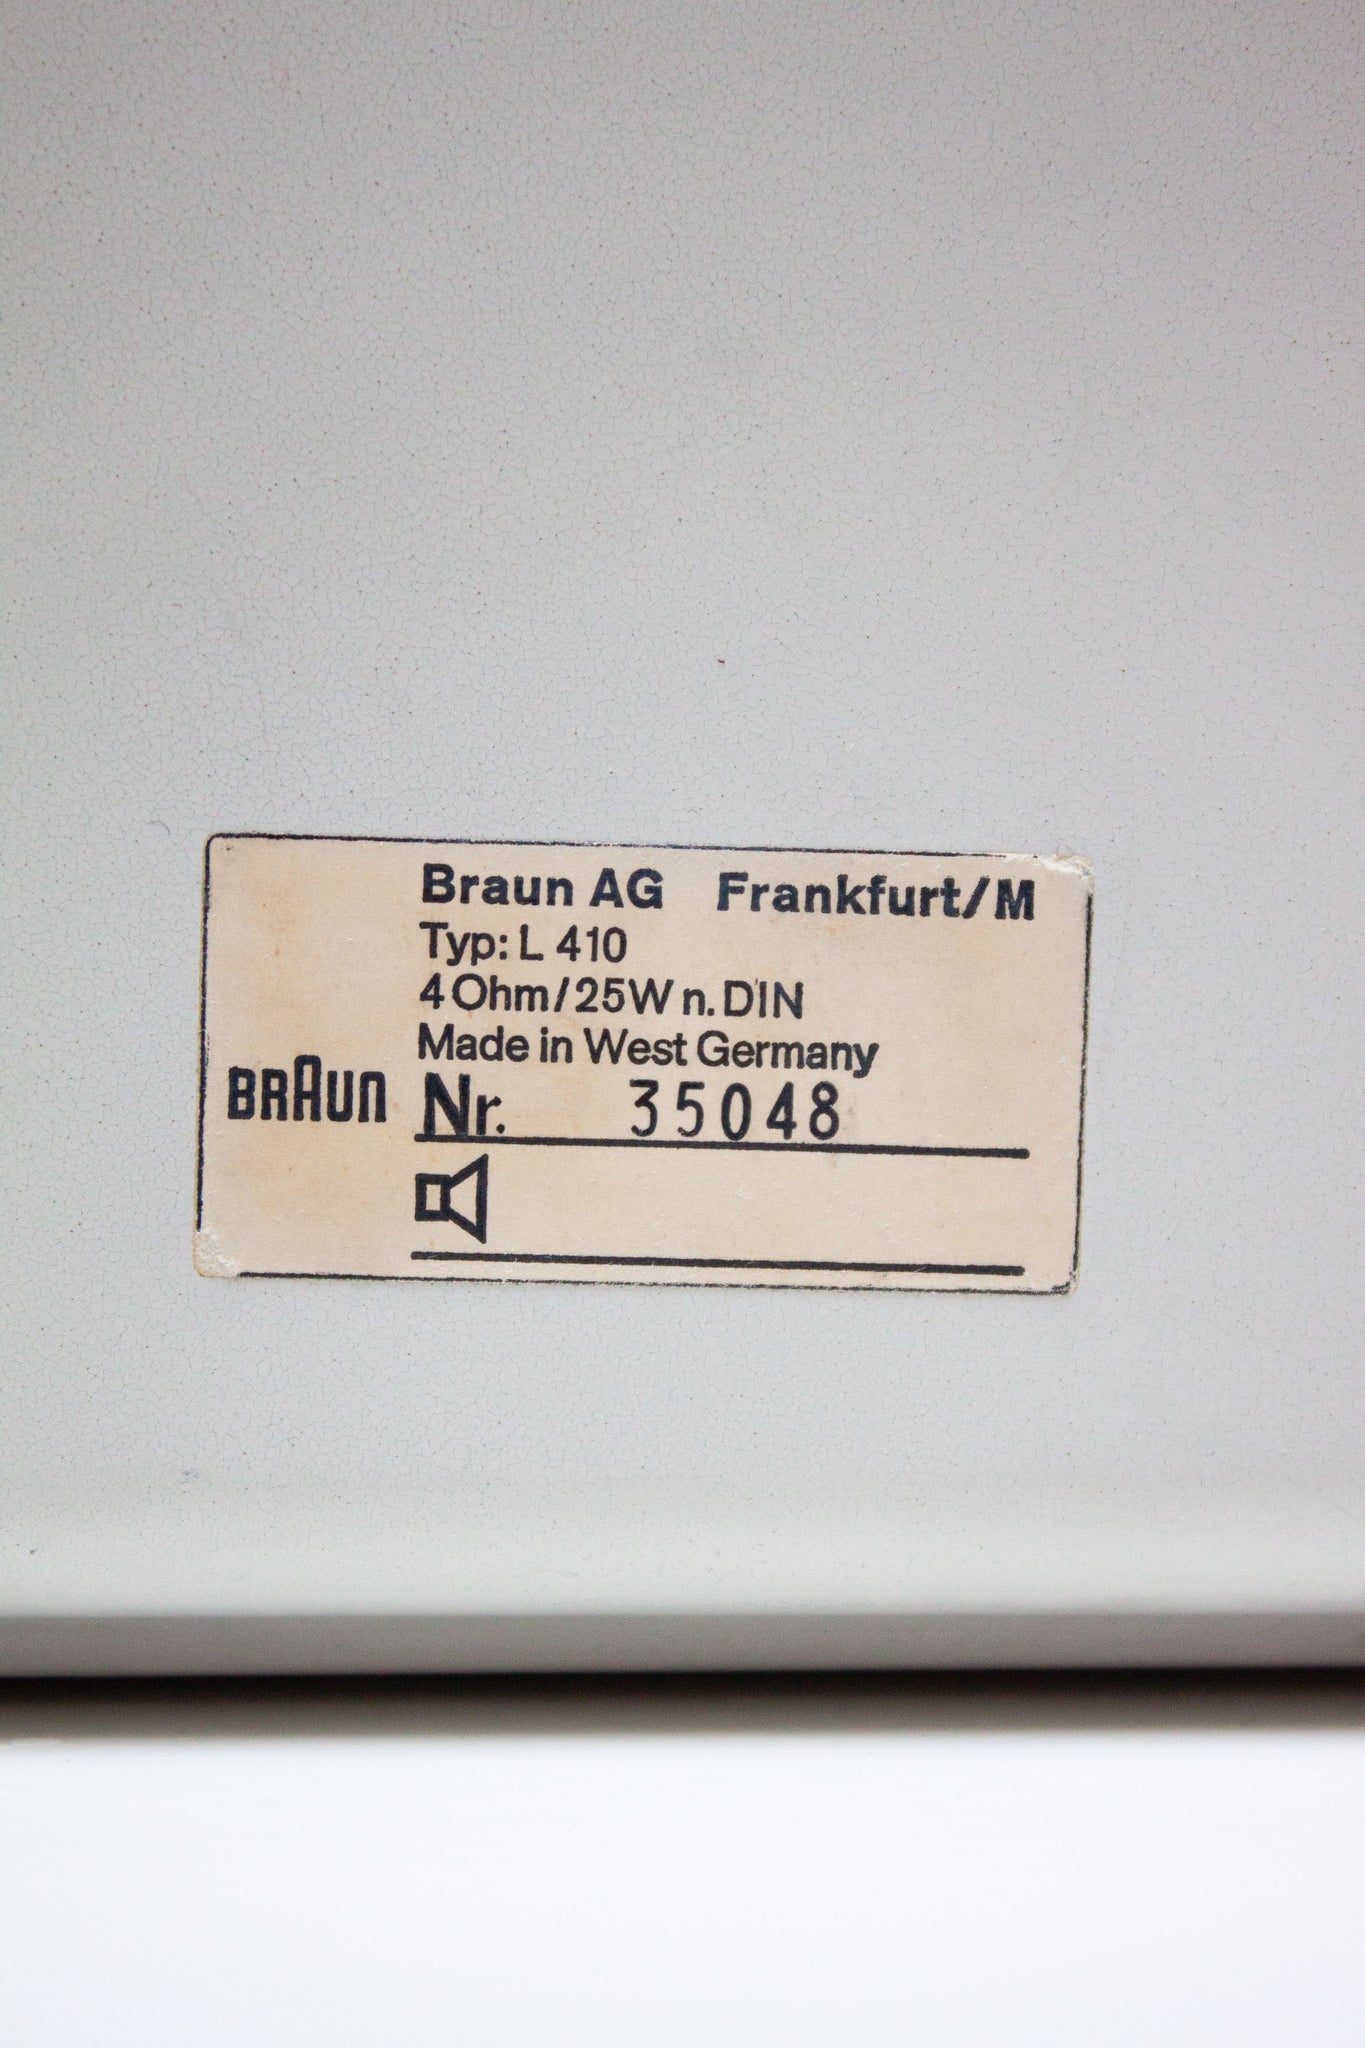 Braun AG Frankfurt/M
Typ: L 410
4 Ohm/25W n. DIN
Made in West Germany
BRAUN
Nr. 35048